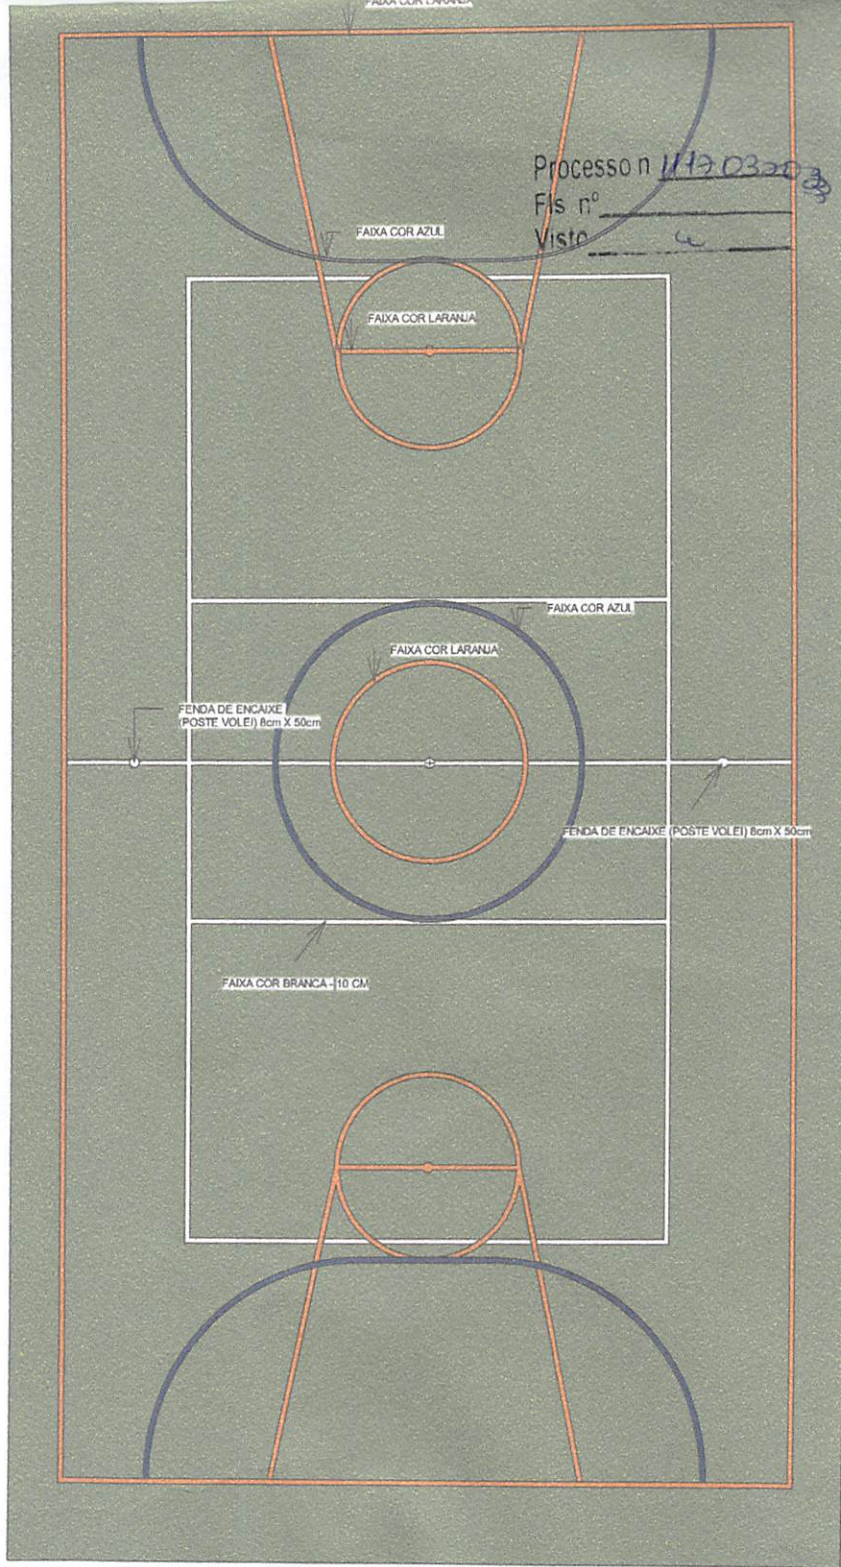 FAIXA COR LARANJA
Processo n
Fls nº
Visto
FAIXA COR AZUL
FAIXA COR LARANJA
FAIXA COR AZUL
FAIXA COR LARANJA
FENDA DE ENCAIXE
(POSTE VOLEI) 8cm X 50cm
FENDA DE ENCAIXE (POSTE VOLEI) 8cm X 50cm
FAIXA COR BRANCA - 10 CM